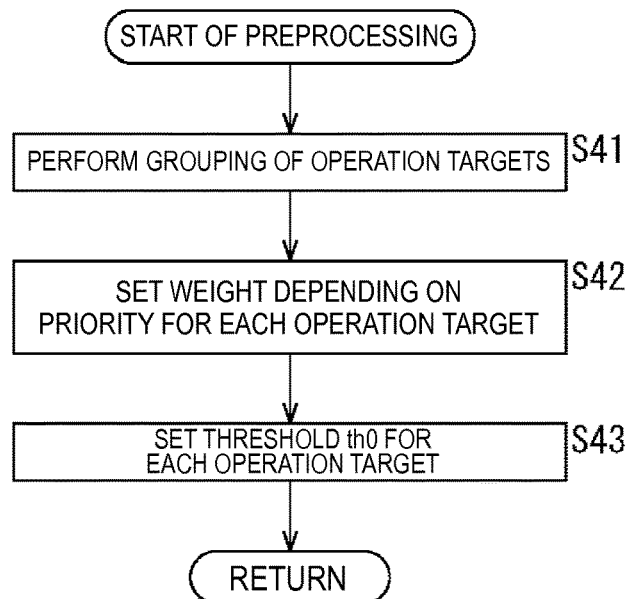 START OF PREPROCESSING
PERFORM GROUPING OF OPERATION TARGETS
S41
SET WEIGHT DEPENDING ON
PRIORITY FOR EACH OPERATION TARGET
S42
SET THRESHOLD th0 FOR
EACH OPERATION TARGET
S43
RETURN